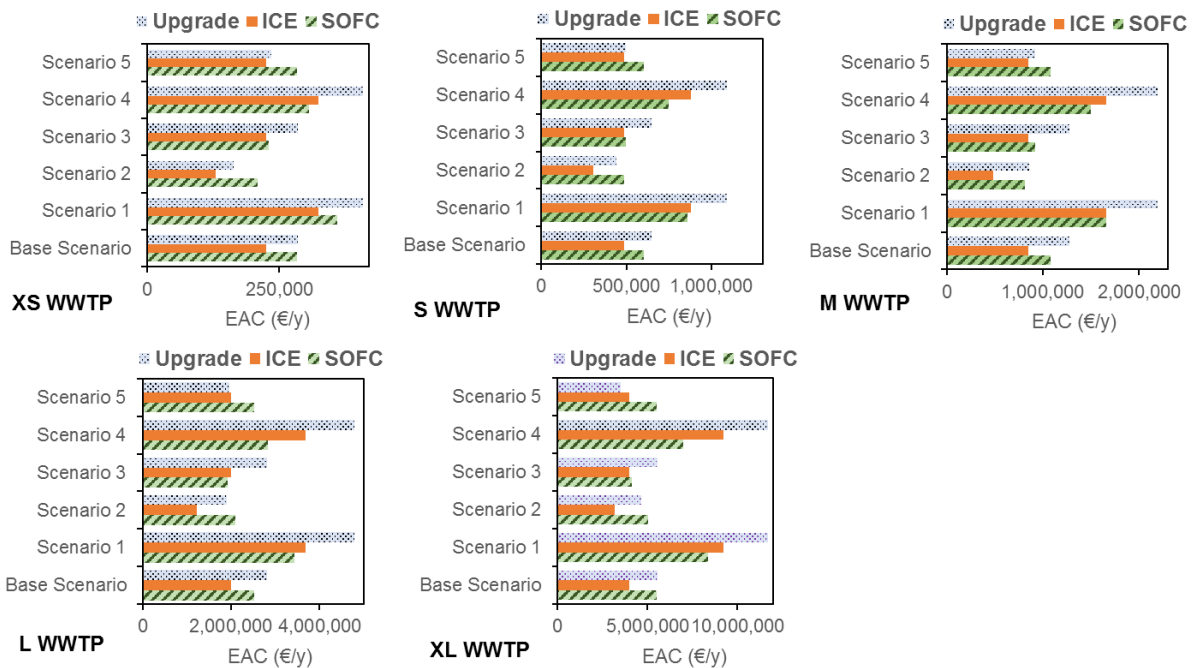 Upgrade ICE SOFC
Scenario 5
Scenario 4
Scenario 3
Scenario 2
Scenario 1
Base Scenario
0 250,000
XS WWTP
EAC (€/y)
Upgrade ICE SOFC
Scenario 5
Scenario 4
Scenario 3
Scenario 2
Scenario 1
Base Scenario
0 500,000 1,000,000
S WWTP
EAC (€/y)
Upgrade ICE SOFC
Scenario 5
Scenario 4
Scenario 3
Scenario 2
Scenario 1
Base Scenario
0 1,000,000 2,000,000
M WWTP
EAC (€/y)
Upgrade ICE SOFC
Scenario 5
Scenario 4
Scenario 3
Scenario 2
Scenario 1
Base Scenario
0 2,000,000 4,000,000
L WWTP
EAC (€/y)
Upgrade ICE SOFC
Scenario 5
Scenario 4
Scenario 3
Scenario 2
Scenario 1
Base Scenario
0 5,000,000 10,000,000
XL WWTP
EAC (€/y)